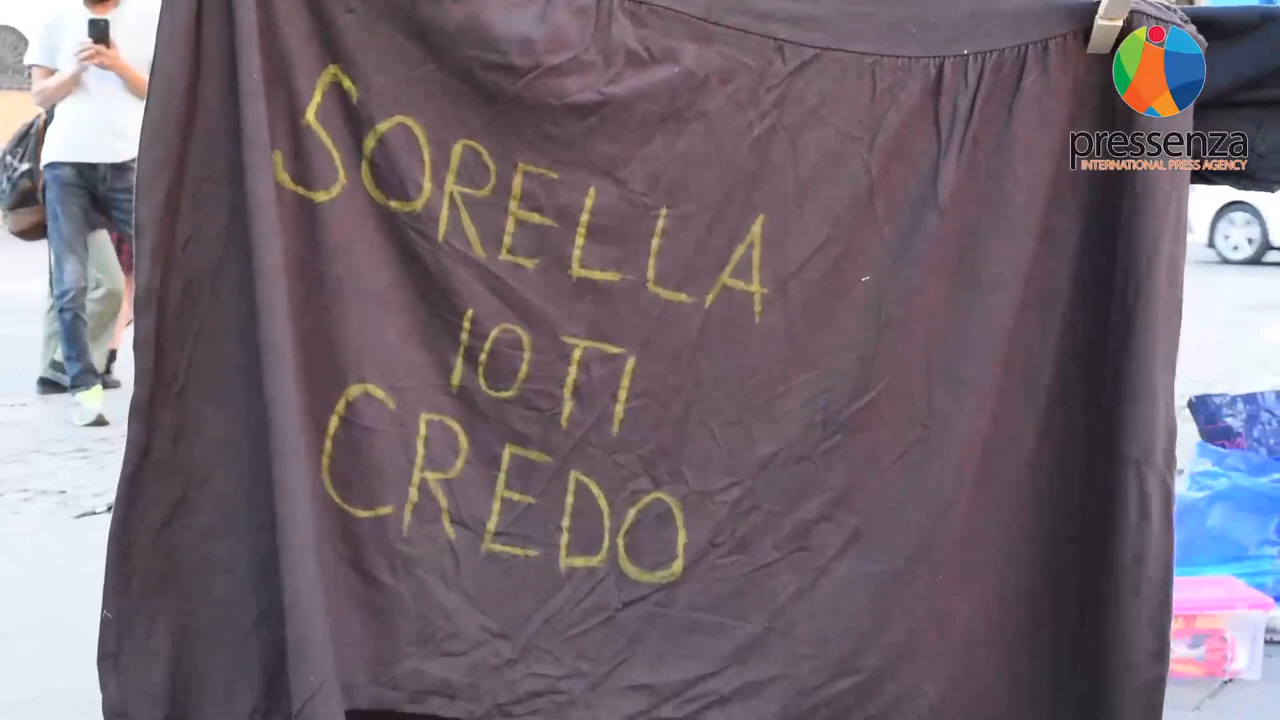 SORELLA
IO TI
CREDO
pressenza
INTERNATIONAL PRESS AGENCY